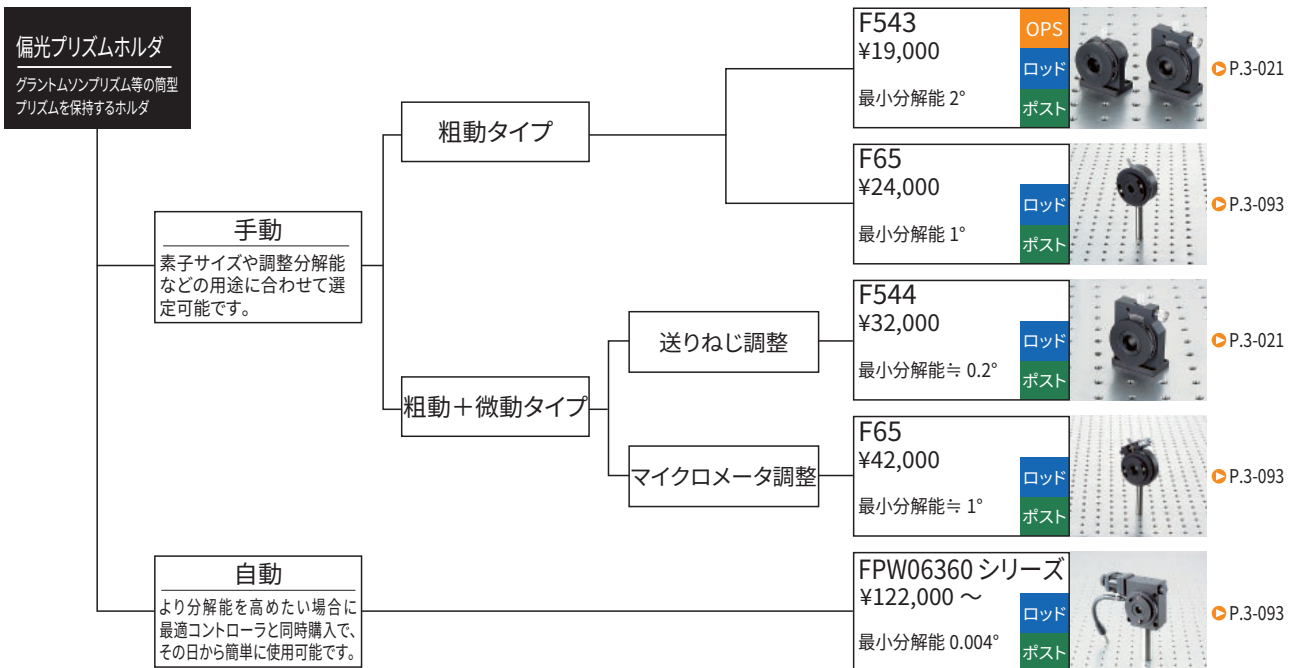 偏光プリズムホルダ
グラントムソンプリズム等の筒型
プリズムを保持するホルダ
手動
素子サイズや調整分解能
などの用途に合わせて選
定可能です。
粗動タイプ
F543
¥19,000
最小分解能 2°
OPS
ロッド
ポスト
P.3-021
F65
¥24,000
最小分解能 1°
ロッド
ポスト
P.3-093
粗動＋微動タイプ
送りねじ調整
F544
¥32,000
最小分解能≒ 0.2°
ロッド
ポスト
P.3-021
マイクロメータ調整
F65
¥42,000
最小分解能≒ 1°
ロッド
ポスト
P.3-093
自動
より分解能を高めたい場合に
最適コントローラと同時購入で、
その日から簡単に使用可能です。
FPW06360 シリーズ
¥122,000 ～
最小分解能 0.004°
ロッド
ポスト
P.3-093